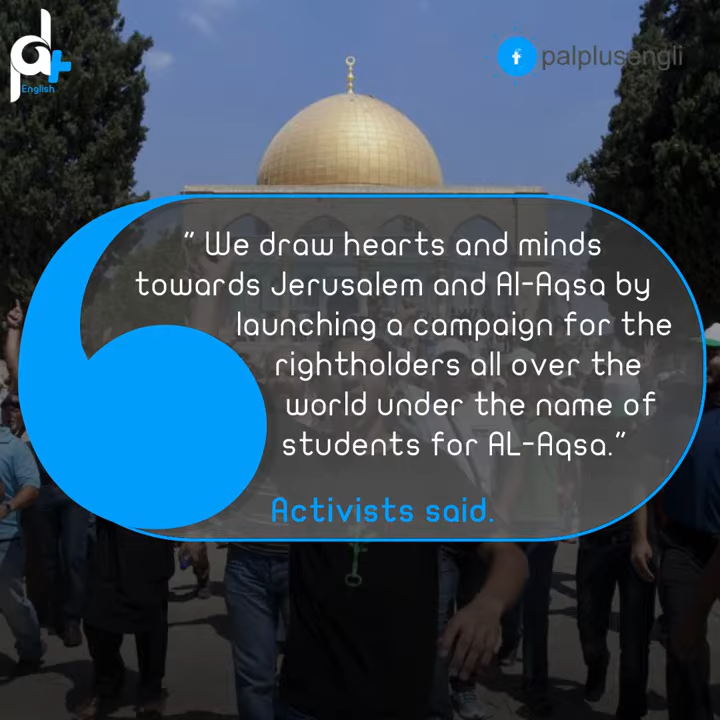 English
palplusengli
" We draw hearts and minds
towards Jerusalem and Al-Aqsa by
launching a campaign for the
rightholders all over the
world under the name of
students for AL-Aqsa."
Activists said.